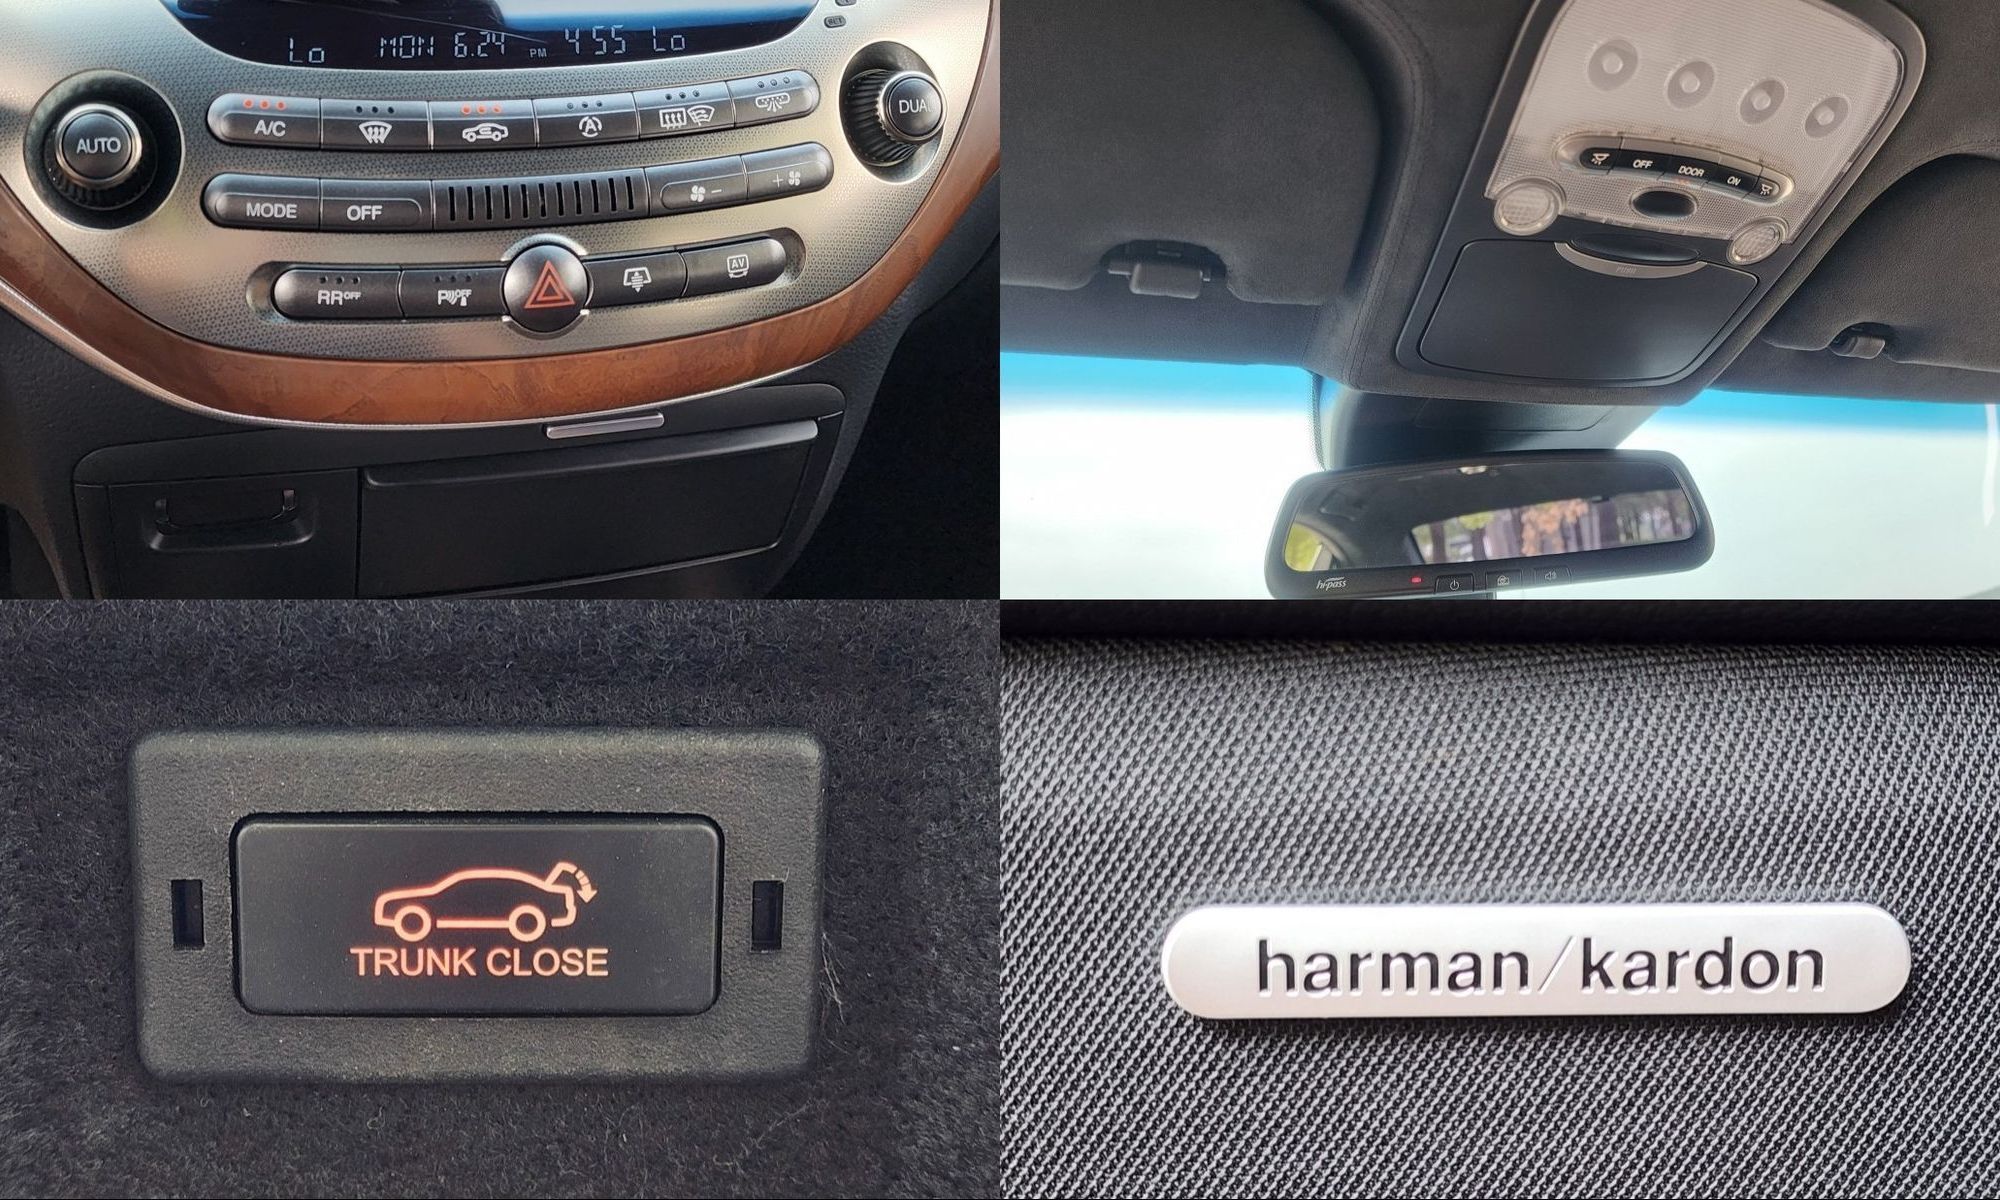 Lo MON 6.24 PM 4:55 Lo
AUTO
A/C
DUAL
MODE OFF
RR OFF
P OFF
AV
OFF DOOR ON
PUSH
hi-pass
TRUNK CLOSE
harman/kardon